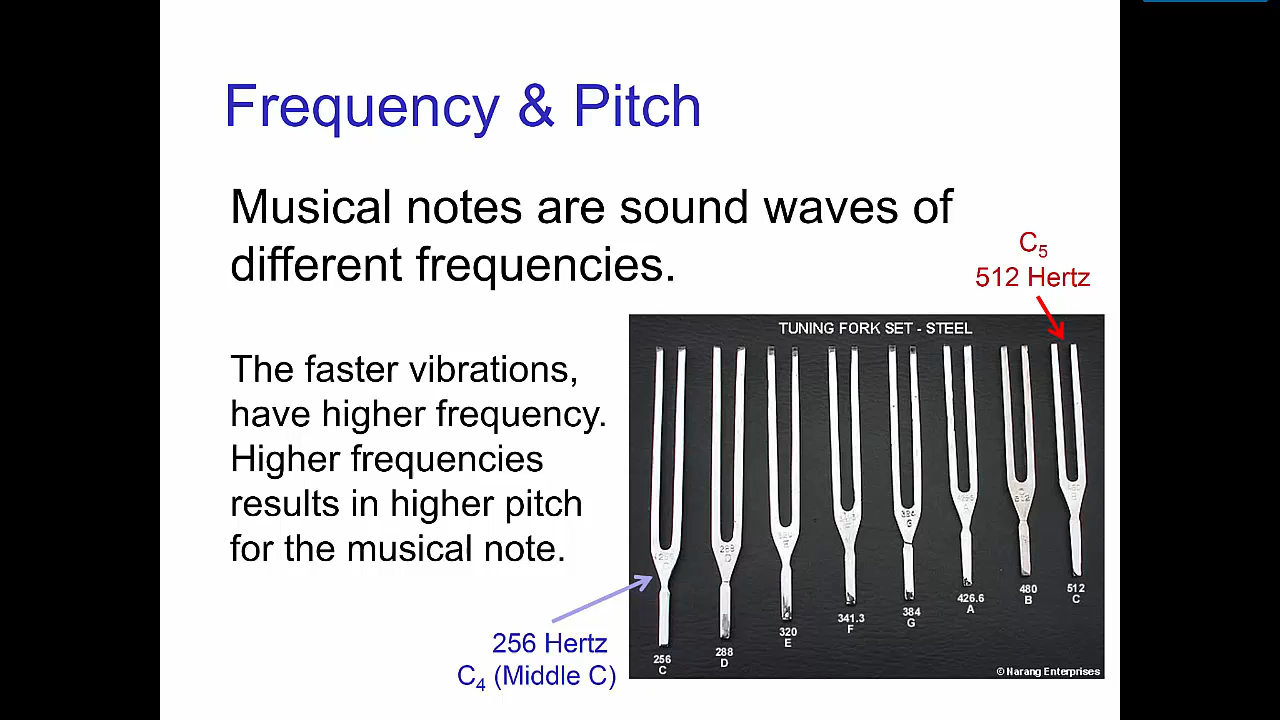 Frequency & Pitch
Musical notes are sound waves of
different frequencies.
C₅
512 Hertz
The faster vibrations,
have higher frequency.
Higher frequencies
results in higher pitch
for the musical note.
256 Hertz
C₄ (Middle C)
TUNING FORK SET - STEEL
256
C
288
D
320
E
341.3
F
384
G
426.6
A
480
B
512
C
© Narang Enterprises